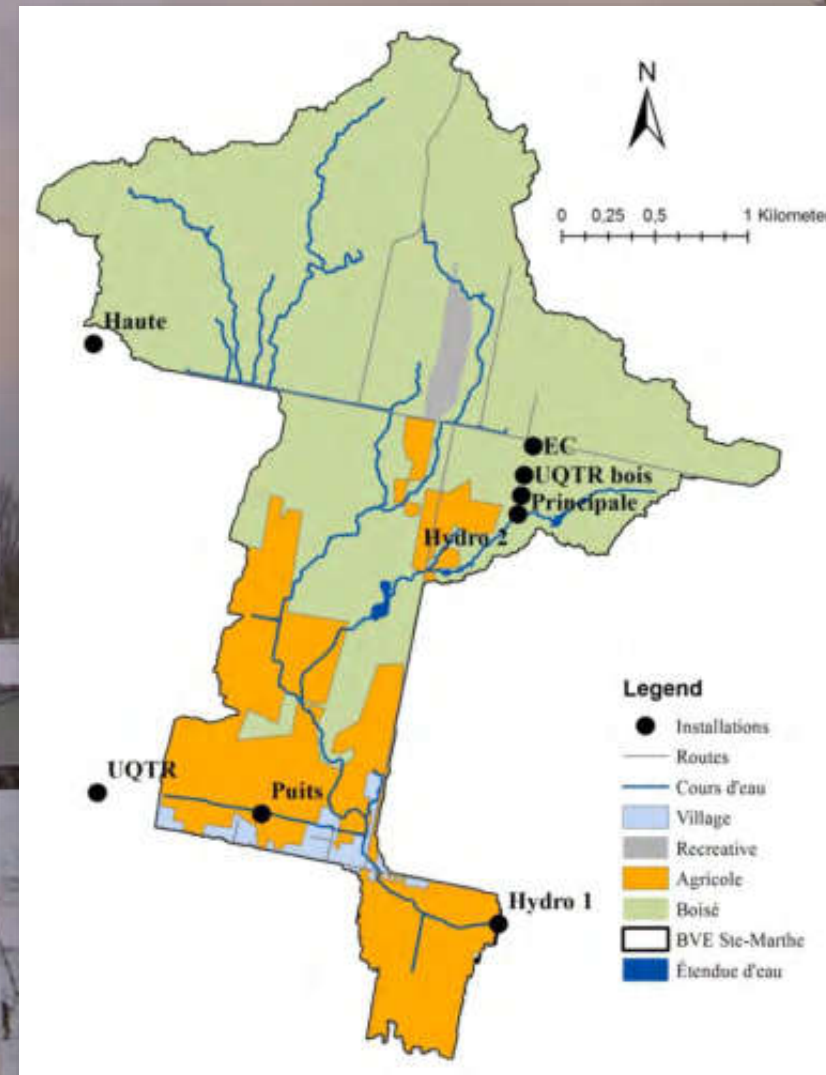 N
0 0,25 0,5 1 Kilometer
Haute
EC
UQTR bois
Principale
Hydro 2
UQTR
Puits
Hydro 1
Legend
Installations
Routes
Cours d'eau
Village
Recreative
Agricole
Boisé
BVE Ste-Marthe
Étendue d'eau